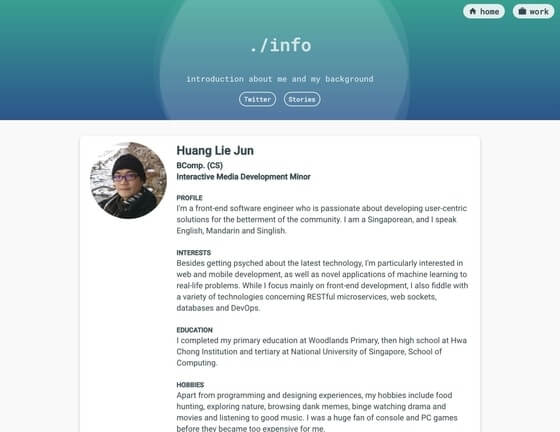 home
work
./info
introduction about me and my background
Twitter
Stories
Huang Lie Jun
BComp. (CS)
Interactive Media Development Minor
PROFILE
I'm a front-end software engineer who is passionate about developing user-centric
solutions for the betterment of the community. I am a Singaporean, and I speak
English, Mandarin and Singlish.
INTERESTS
Besides getting psyched about the latest technology, I'm particularly interested in
web and mobile development, as well as novel applications of machine learning to
real-life problems. While I focus mainly on front-end development, I also fiddle with
a variety of technologies concerning RESTful microservices, web sockets,
databases and DevOps.
EDUCATION
I completed my primary education at Woodlands Primary, then high school at Hwa
Chong Institution and tertiary at National University of Singapore, School of
Computing.
HOBBIES
Apart from programming and designing experiences, my hobbies include food
hunting, exploring nature, browsing dank memes, binge watching drama and
movies and listening to good music. I was a huge fan of console and PC games
before they became too expensive for me.